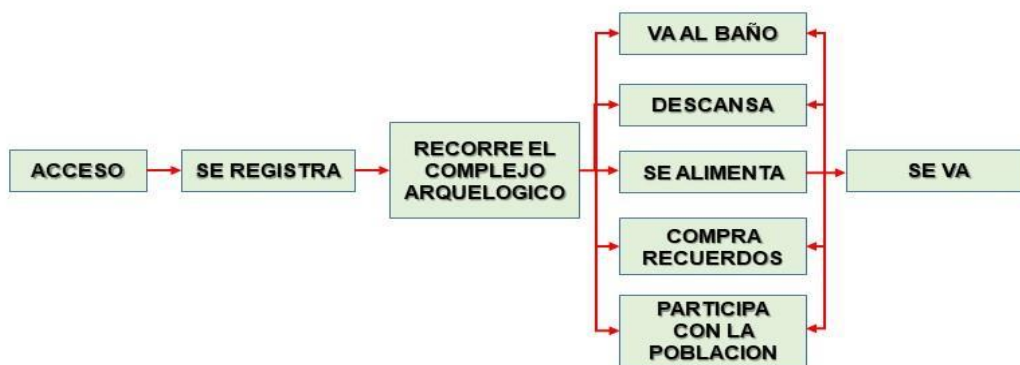 ACCESO
SE REGISTRA
RECORRE EL
COMPLEJO
ARQUELOGICO
VA AL BAÑO
DESCANSA
SE ALIMENTA
COMPRA
RECUERDOS
PARTICIPA
CON LA
POBLACION
SE VA